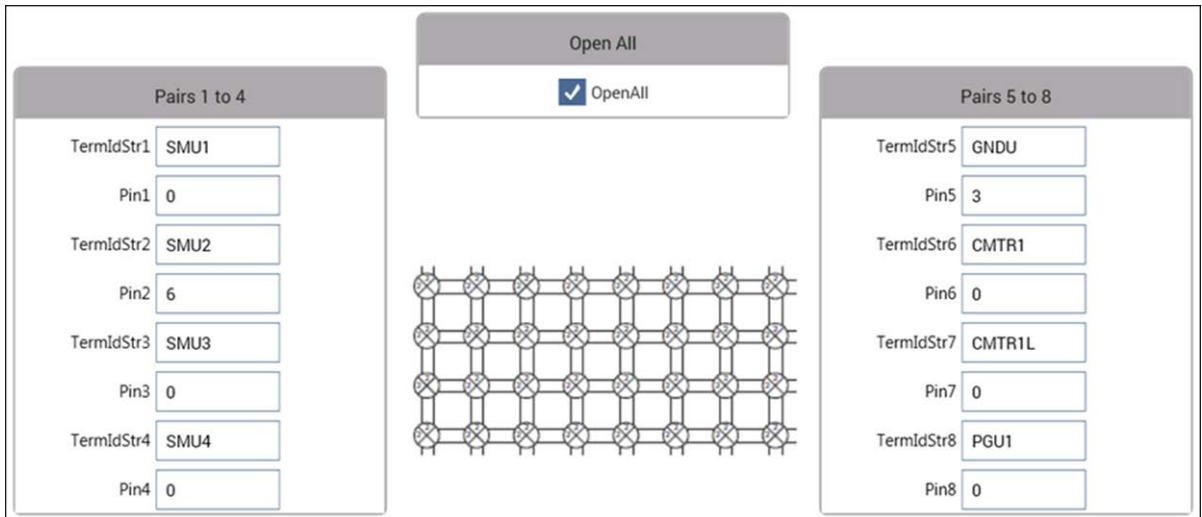 Open All
OpenAll
Pairs 1 to 4
TermIdStr1 SMU1
Pin1 0
TermIdStr2 SMU2
Pin2 6
TermIdStr3 SMU3
Pin3 0
TermIdStr4 SMU4
Pin4 0
Pairs 5 to 8
TermIdStr5 GNDU
Pin5 3
TermIdStr6 CMTR1
Pin6 0
TermIdStr7 CMTR1L
Pin7 0
TermIdStr8 PGU1
Pin8 0